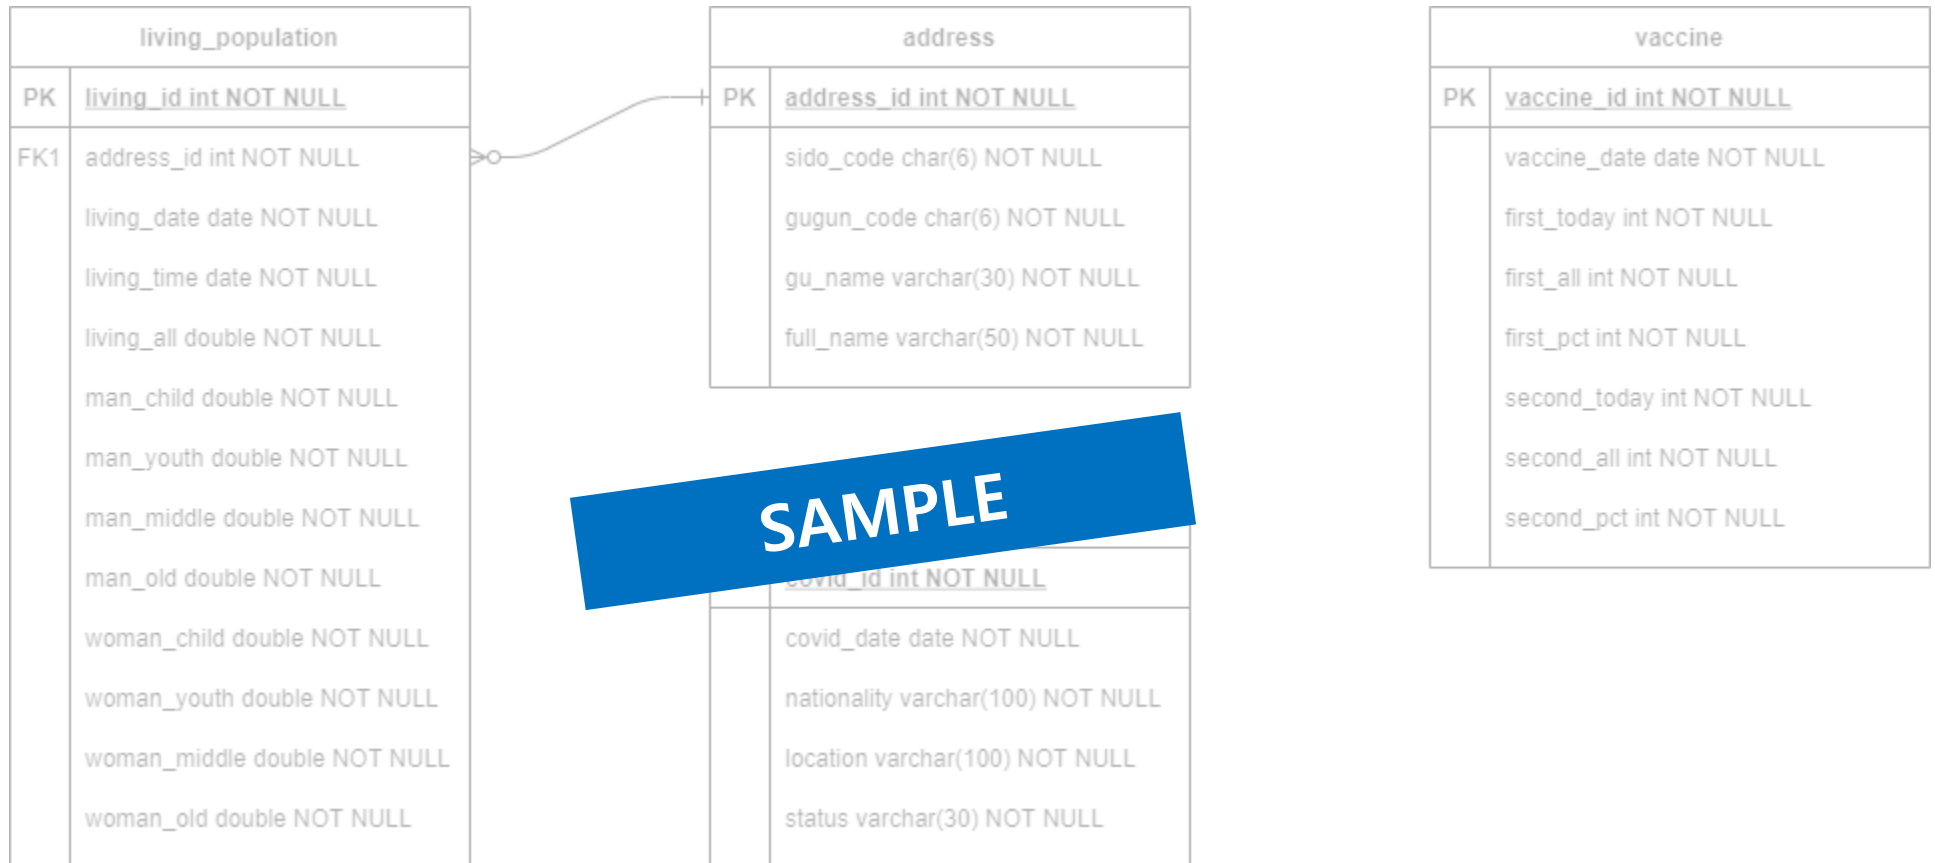 living_population
PK living_id int NOT NULL
FK1 address_id int NOT NULL
living_date date NOT NULL
living_time date NOT NULL
living_all double NOT NULL
man_child double NOT NULL
man_youth double NOT NULL
man_middle double NOT NULL
man_old double NOT NULL
woman_child double NOT NULL
woman_youth double NOT NULL
woman_middle double NOT NULL
woman_old double NOT NULL
address
PK address_id int NOT NULL
sido_code char(6) NOT NULL
gugun_code char(6) NOT NULL
gu_name varchar(30) NOT NULL
full_name varchar(50) NOT NULL
SAMPLE
covid_id int NOT NULL
covid_date date NOT NULL
nationality varchar(100) NOT NULL
location varchar(100) NOT NULL
status varchar(30) NOT NULL
vaccine
PK vaccine_id int NOT NULL
vaccine_date date NOT NULL
first_today int NOT NULL
first_all int NOT NULL
first_pct int NOT NULL
second_today int NOT NULL
second_all int NOT NULL
second_pct int NOT NULL